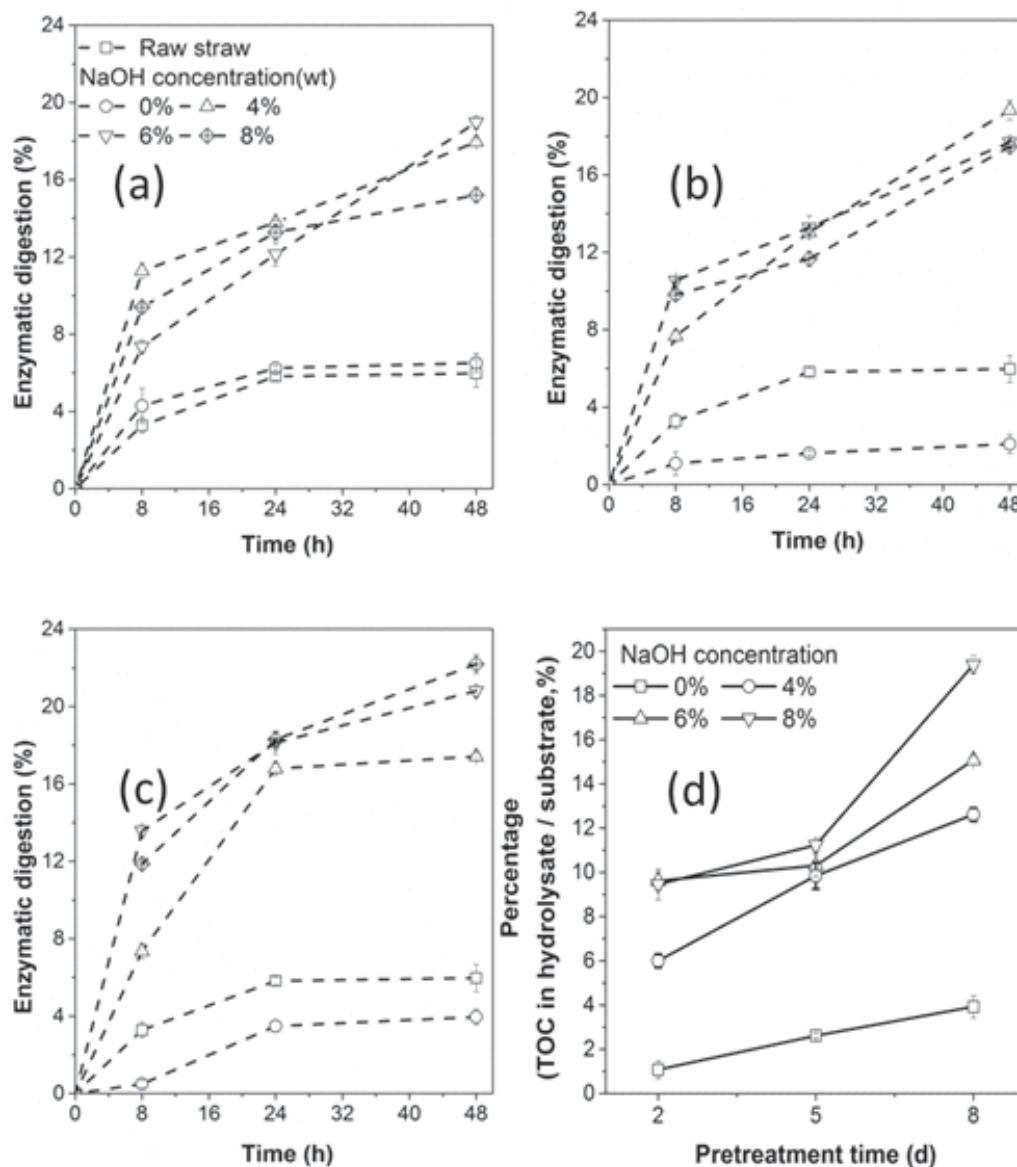 24
20
16
12
8
4
0
Enzymatic digestion (%)
Raw straw
NaOH concentration(wt)
0% 4%
6% 8%
(a)
0 8 16 24 32 40 48
Time (h)
24
20
16
12
8
4
0
Enzymatic digestion (%)
(b)
0 8 16 24 32 40 48
Time (h)
24
20
16
12
8
4
0
Enzymatic digestion (%)
(c)
0 8 16 24 32 40 48
Time (h)
Percentage
(TOC in hydrolysate / substrate,%)
20
18
16
14
12
10
8
6
4
2
0
NaOH concentration
0% 4%
6% 8%
(d)
2 5 8
Pretreatment time (d)